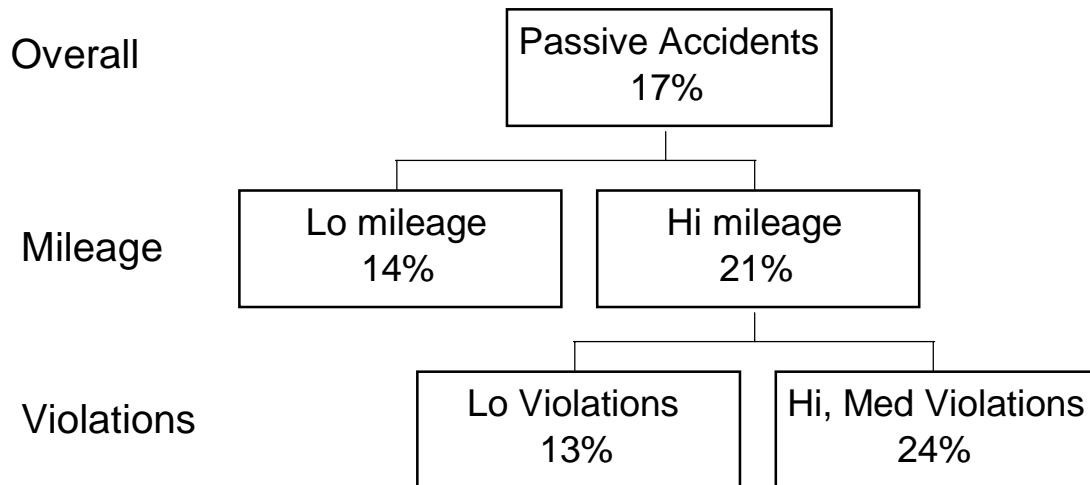 Overall
Passive Accidents
17%
Mileage
Lo mileage
14%
Hi mileage
21%
Violations
Lo Violations
13%
Hi, Med Violations
24%